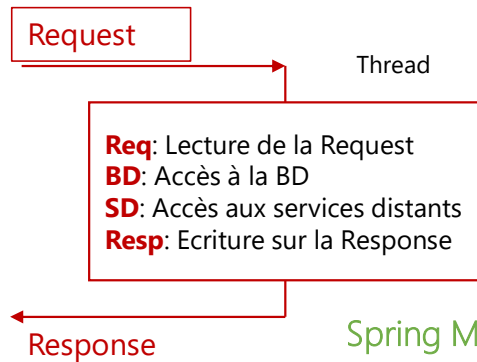 Request
Thread
Req: Lecture de la Request
BD: Accès à la BD
SD: Accès aux services distants
Resp: Ecriture sur la Response
Response
Spring M